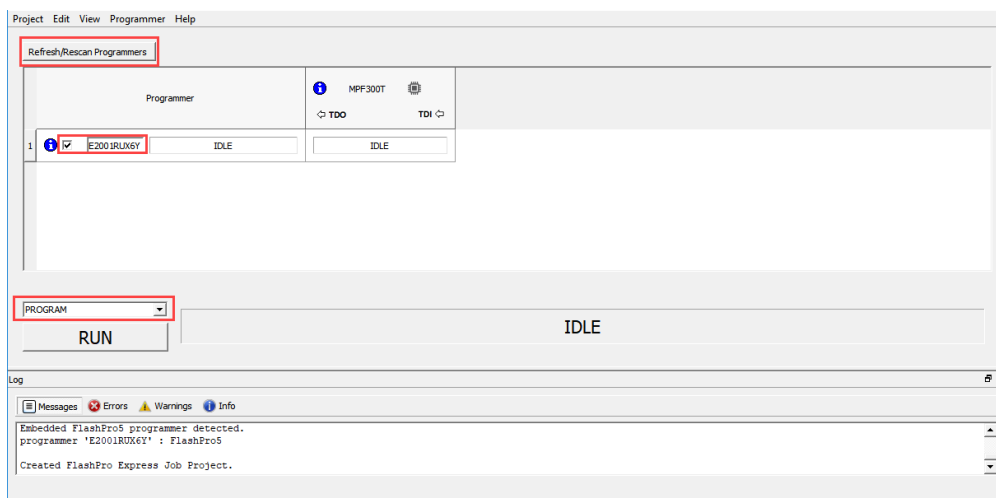 Project Edit View Programmer Help
Refresh/Rescan Programmers
Programmer
MPF300T
TDO TDI
1 E2001RUX6Y IDLE IDLE
PROGRAM
RUN
IDLE
Log
Messages Errors Warnings Info
Embedded FlashPro5 programmer detected.
programmer 'E2001RUX6Y' : FlashPro5
Created FlashPro Express Job Project.